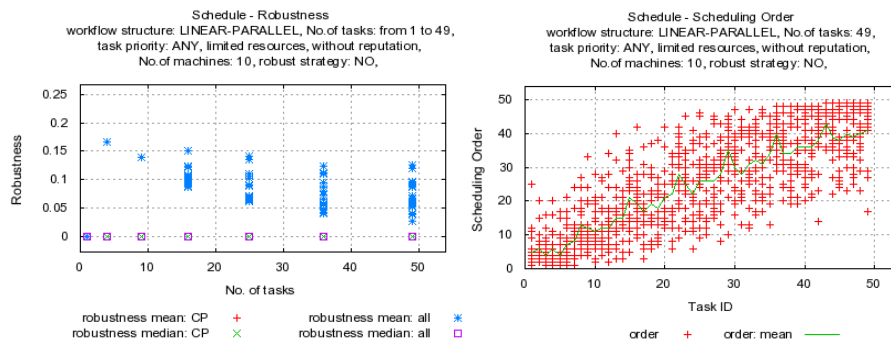 Schedule - Robustness
workflow structure: LINEAR-PARALLEL, No.of tasks: from 1 to 49,
task priority: ANY, limited resources, without reputation,
No.of machines: 10, robust strategy: NO,
0.25
0.2
0.15
0.1
0.05
0
Robustness
0 10 20 30 40 50
No. of tasks
robustness mean: CP
robustness mean: all
robustness median: CP
robustness median: all
Schedule - Scheduling Order
workflow structure: LINEAR-PARALLEL, No.of tasks: 49,
task priority: ANY, limited resources, without reputation,
No.of machines: 10, robust strategy: NO,
50
40
30
20
10
0
Scheduling Order
0 10 20 30 40 50
Task ID
order
order: mean